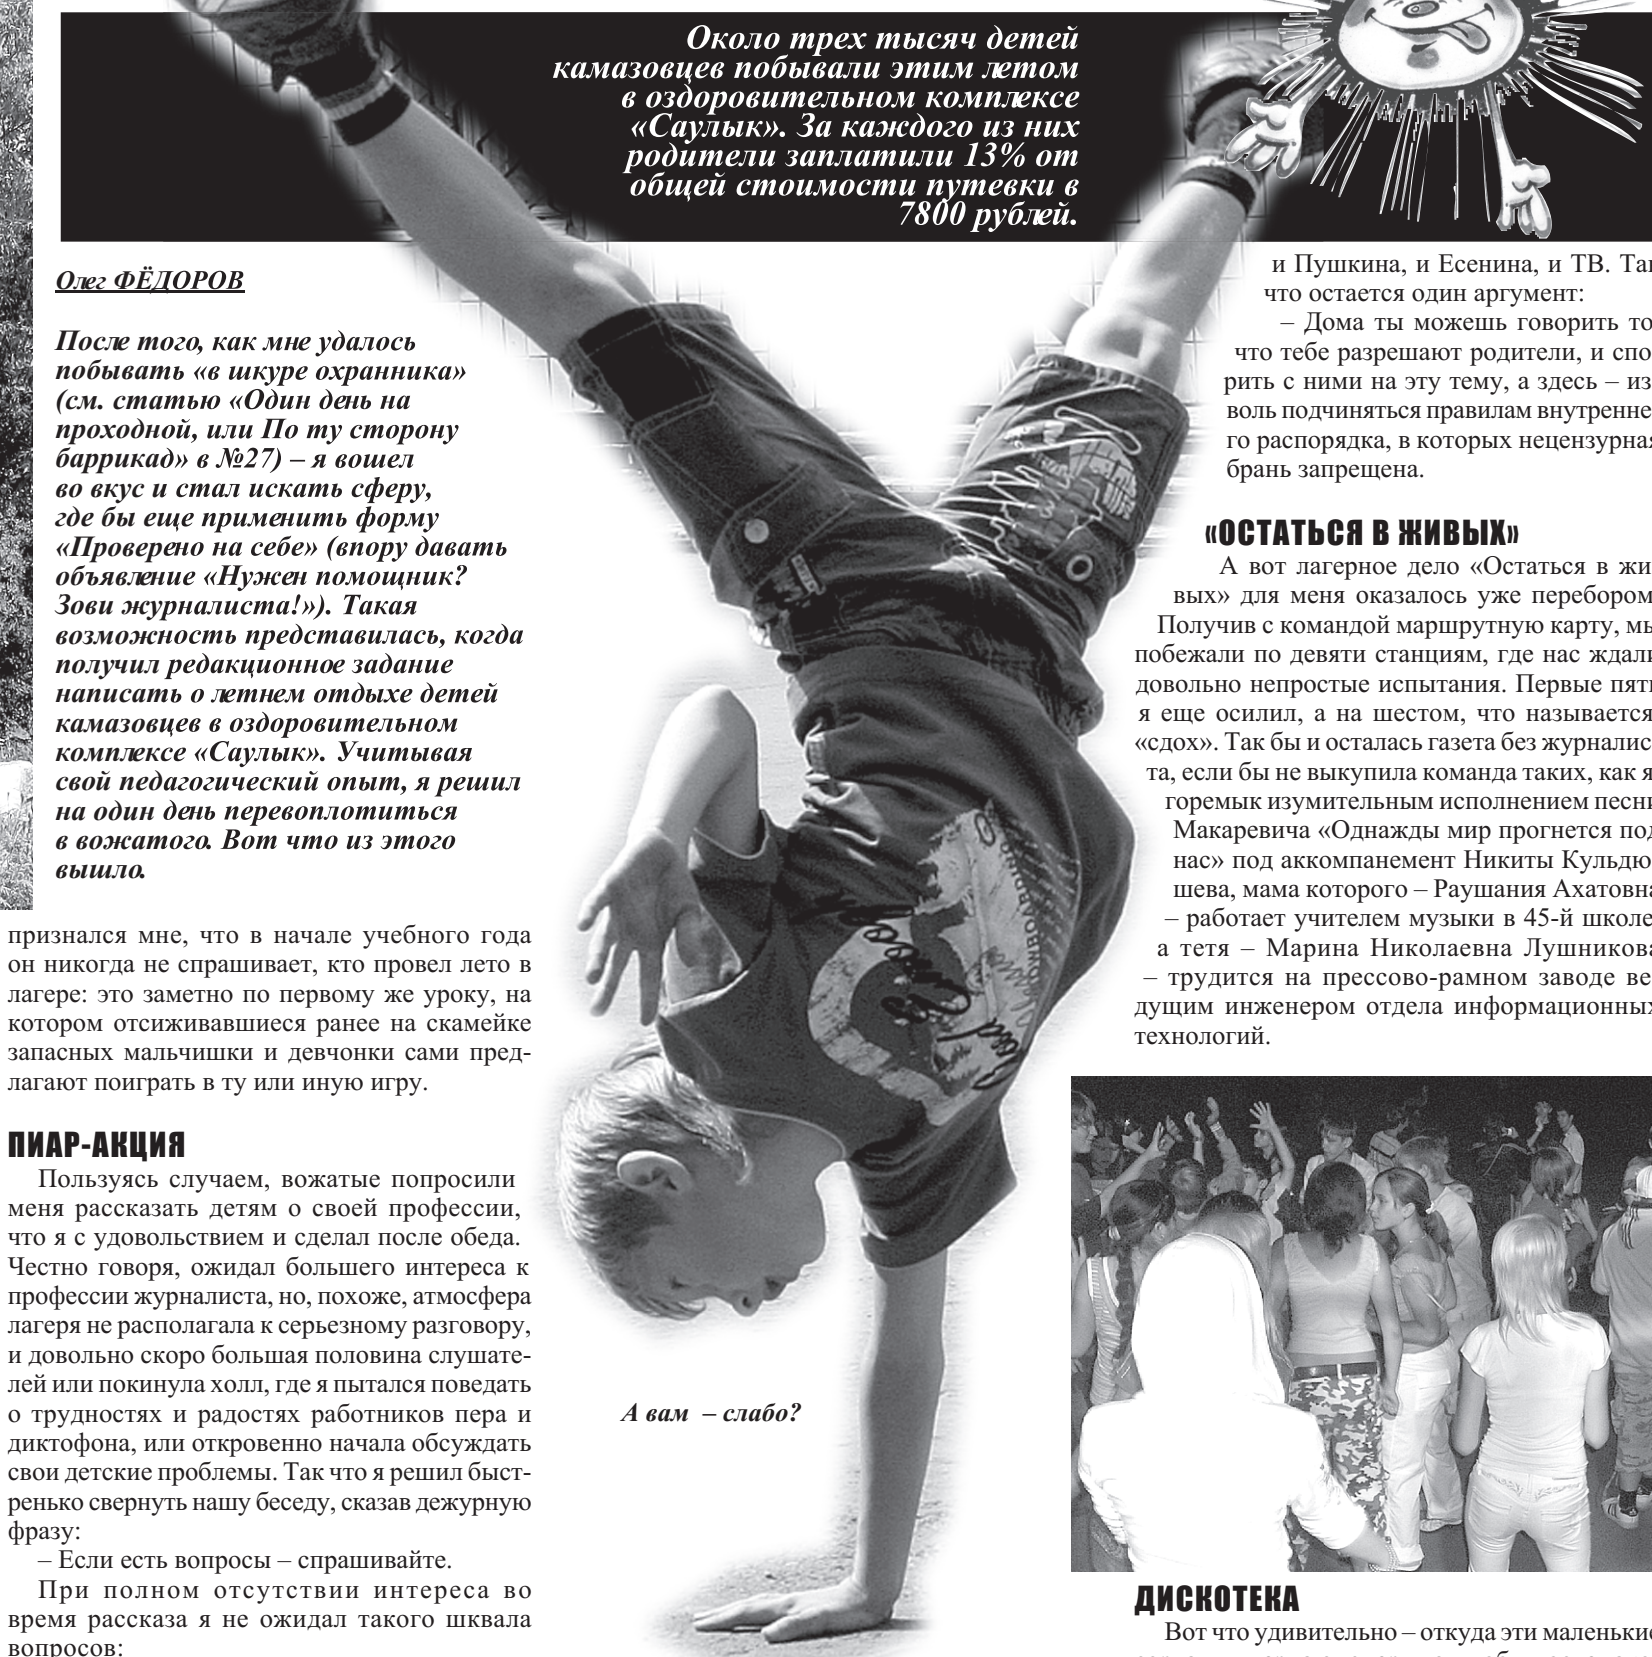 Около трех тысяч детей
камазовцев побывали этим летом
в оздоровительном комплексе
«Саулык». За каждого из них
родители заплатили 13% от
общей стоимости путевки в
7800 рублей.
Олег ФЁДОРОВ
После того, как мне удалось
побывать «в шкуре охранника»
(см. статью «Один день на
проходной, или По ту сторону
баррикад» в №27) – я вошел
во вкус и стал искать сферу,
где бы еще применить форму
«Проверено на себе» (впору давать
объявление «Нужен помощник?
Зови журналиста!»). Такая
возможность представилась, когда
получил редакционное задание
написать о летнем отдыхе детей
камазовцев в оздоровительном
комплексе «Саулык». Учитывая
свой педагогический опыт, я решил
на один день перевоплотиться
в вожатого. Вот что из этого
вышло.
признался мне, что в начале учебного года
он никогда не спрашивает, кто провел лето в
лагере: это заметно по первому же уроку, на
котором отсиживавшиеся ранее на скамейке
запасных мальчишки и девчонки сами пред-
лагают поиграть в ту или иную игру.
ПИАР-АКЦИЯ
Пользуясь случаем, вожатые попросили
меня рассказать детям о своей профессии,
что я с удовольствием и сделал после обеда.
Честно говоря, ожидал большего интереса к
профессии журналиста, но, похоже, атмосфера
лагеря не располагала к серьезному разговору,
и довольно скоро большая половина слушате-
лей или покинула холл, где я пытался поведать
о трудностях и радостях работников пера и
диктофона, или откровенно начала обсуждать
свои детские проблемы. Так что я решил быст-
ренько свернуть нашу беседу, сказав дежурную
фразу:
– Если есть вопросы – спрашивайте.
При полном отсутствии интереса во
время рассказа я не ожидал такого шквала
вопросов:
А вам – слабо?
и Пушкина, и Есенина, и ТВ. Так
что остается один аргумент:
– Дома ты можешь говорить то
что тебе разрешают родители, и спо
рить с ними на эту тему, а здесь – из
воль подчиняться правилам внутренне
го распорядка, в которых нецензурная
брань запрещена.
«ОСТАТЬСЯ В ЖИВЫХ»
А вот лагерное дело «Остаться в жи
вых» для меня оказалось уже перебором
Получив с командой маршрутную карту, мы
побежали по девяти станциям, где нас ждали
довольно непростые испытания. Первые пять
я еще осилил, а на шестом, что называется
«сдох». Так бы и осталась газета без журналис
та, если бы не выкупила команда таких, как я
горемык изумительным исполнением песни
Макаревича «Однажды мир прогнется под
нас» под аккомпанемент Никиты Кульдю
шева, мама которого – Раушания Ахатовна
– работает учителем музыки в 45-й школе
а тетя – Марина Николаевна Лушникова
– трудится на прессово-рамном заводе ве
дущим инженером отдела информационных
технологий.
ДИСКОТЕКА
Вот что удивительно – откуда эти маленькие